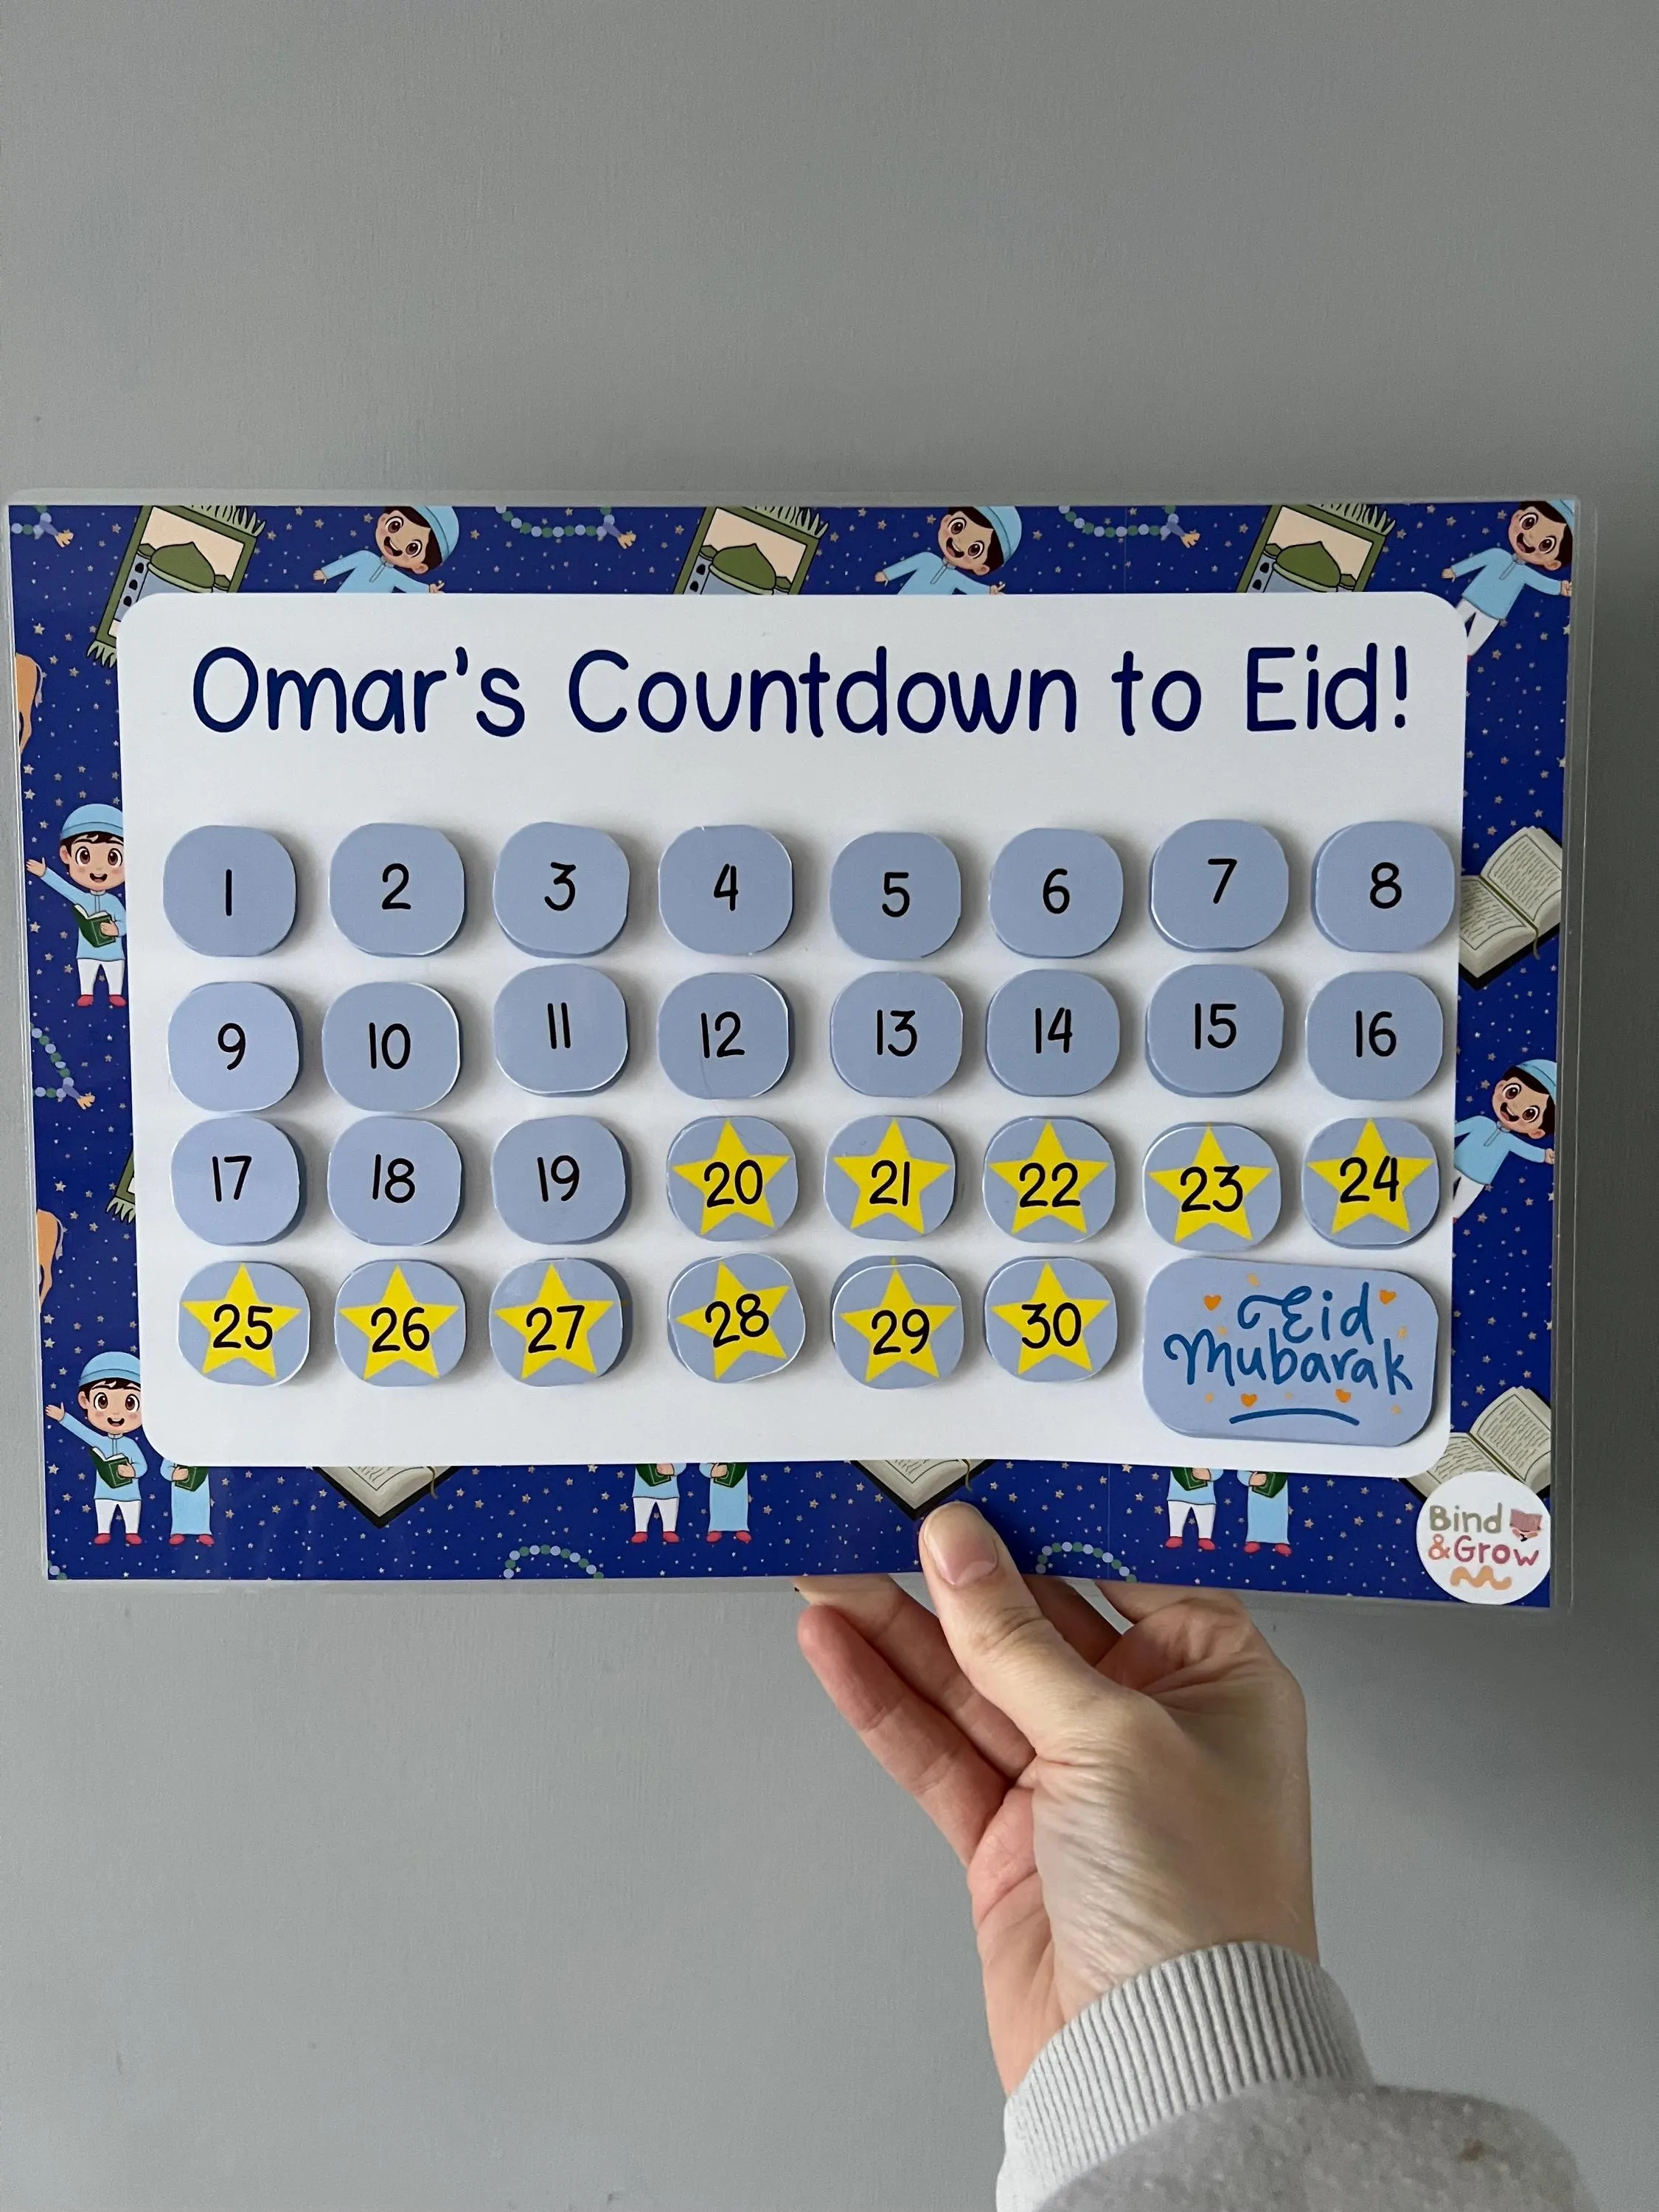 Omar's Countdown to Eid!
1 2 3 4 5 6 7 8
9 10 11 12 13 14 15 16
17 18 19 20 21 22 23 24
25 26 27 28 29 30
Eid
Mubarak
Bind
&Grow